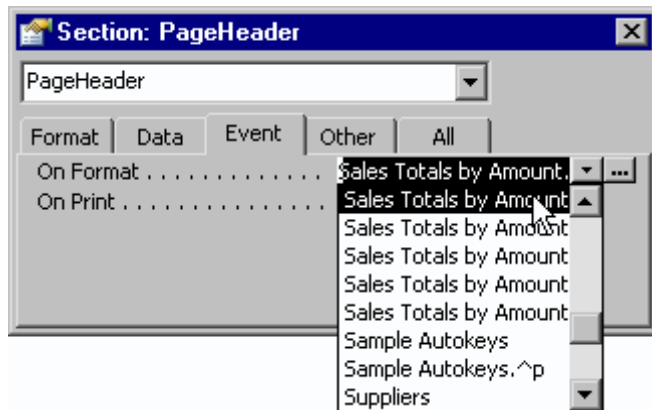 Section: PageHeader
PageHeader
Format Data Event Other All
On Format . . . . . . . . . . . . . Sales Totals by Amount. ...
On Print . . . . . . . . . . . . . . . Sales Totals by Amount
Sales Totals by Amount
Sales Totals by Amount
Sales Totals by Amount
Sales Totals by Amount
Sample Autokeys
Sample Autokeys.^p
Suppliers